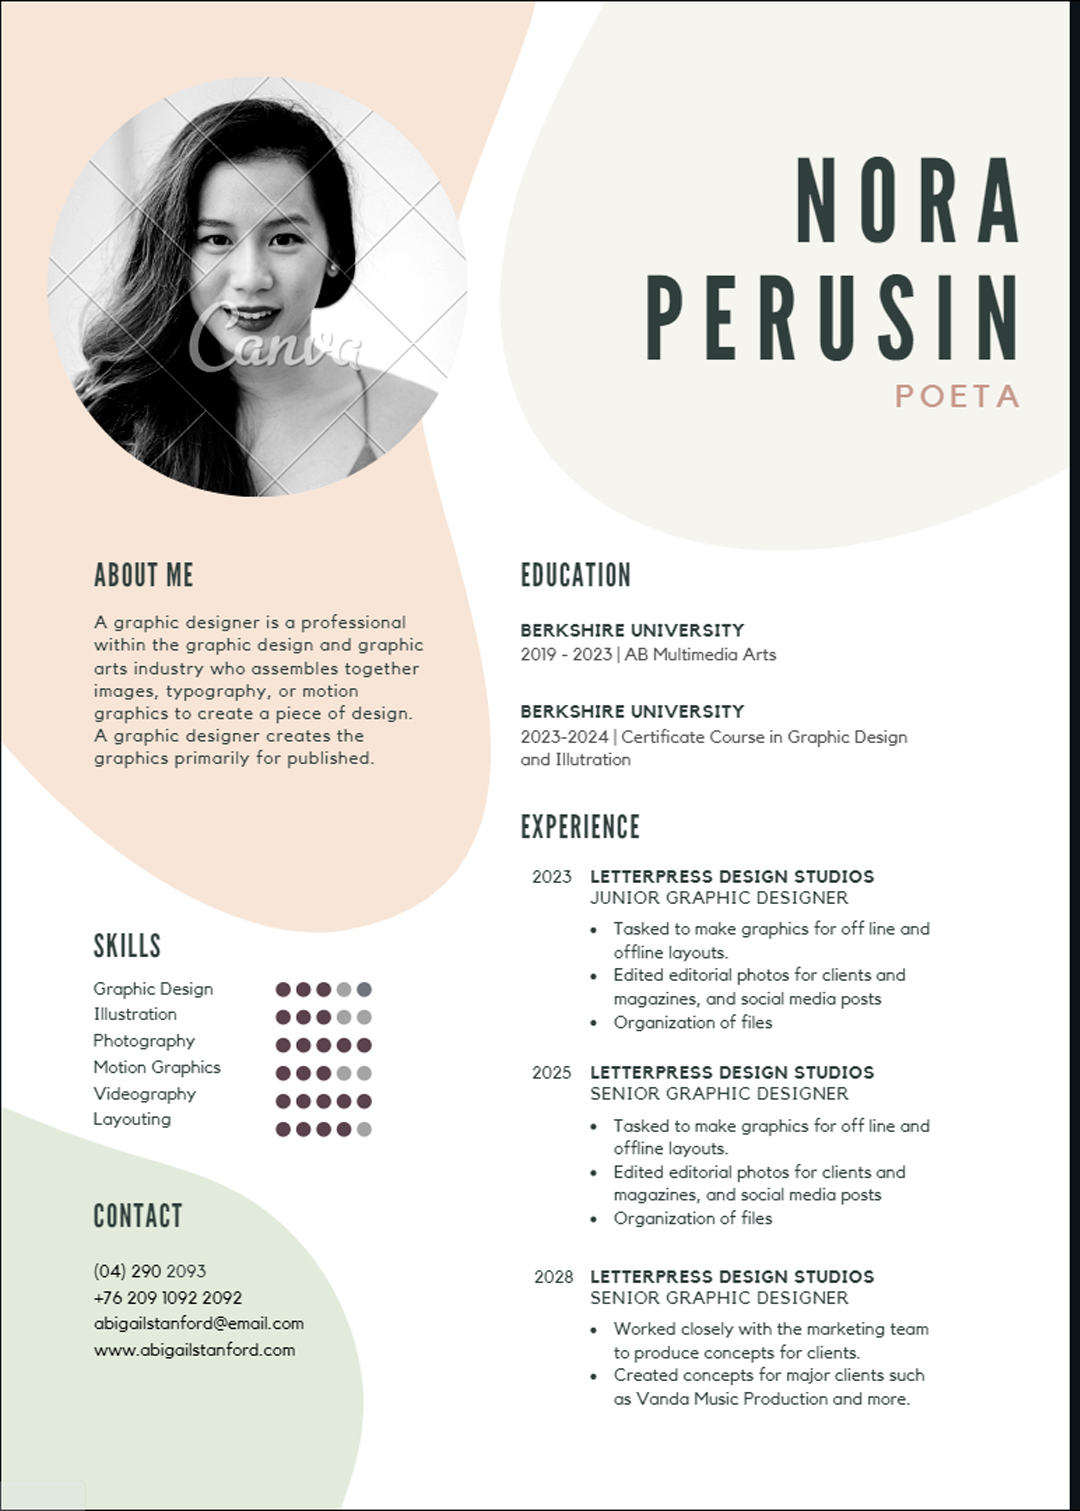 Canva
NORA
PERUSIN
POETA
ABOUT ME
A graphic designer is a professional
within the graphic design and graphic
arts industry who assembles together
images, typography, or motion
graphics to create a piece of design.
A graphic designer creates the
graphics primarily for published.
SKILLS
Graphic Design
Illustration
Photography
Motion Graphics
Videography
Layouting
CONTACT
(04) 290 2093
+76 209 1092 2092
abigailstanford@email.com
www.abigailstanford.com
EDUCATION
BERKSHIRE UNIVERSITY
2019 - 2023 | AB Multimedia Arts
BERKSHIRE UNIVERSITY
2023-2024 | Certificate Course in Graphic Design
and Illutration
EXPERIENCE
2023 LETTERPRESS DESIGN STUDIOS
JUNIOR GRAPHIC DESIGNER
• Tasked to make graphics for off line and
offline layouts.
• Edited editorial photos for clients and
magazines, and social media posts
• Organization of files
2025 LETTERPRESS DESIGN STUDIOS
SENIOR GRAPHIC DESIGNER
• Tasked to make graphics for off line and
offline layouts.
• Edited editorial photos for clients and
magazines, and social media posts
• Organization of files
2028 LETTERPRESS DESIGN STUDIOS
SENIOR GRAPHIC DESIGNER
• Worked closely with the marketing team
to produce concepts for clients.
• Created concepts for major clients such
as Vanda Music Production and more.